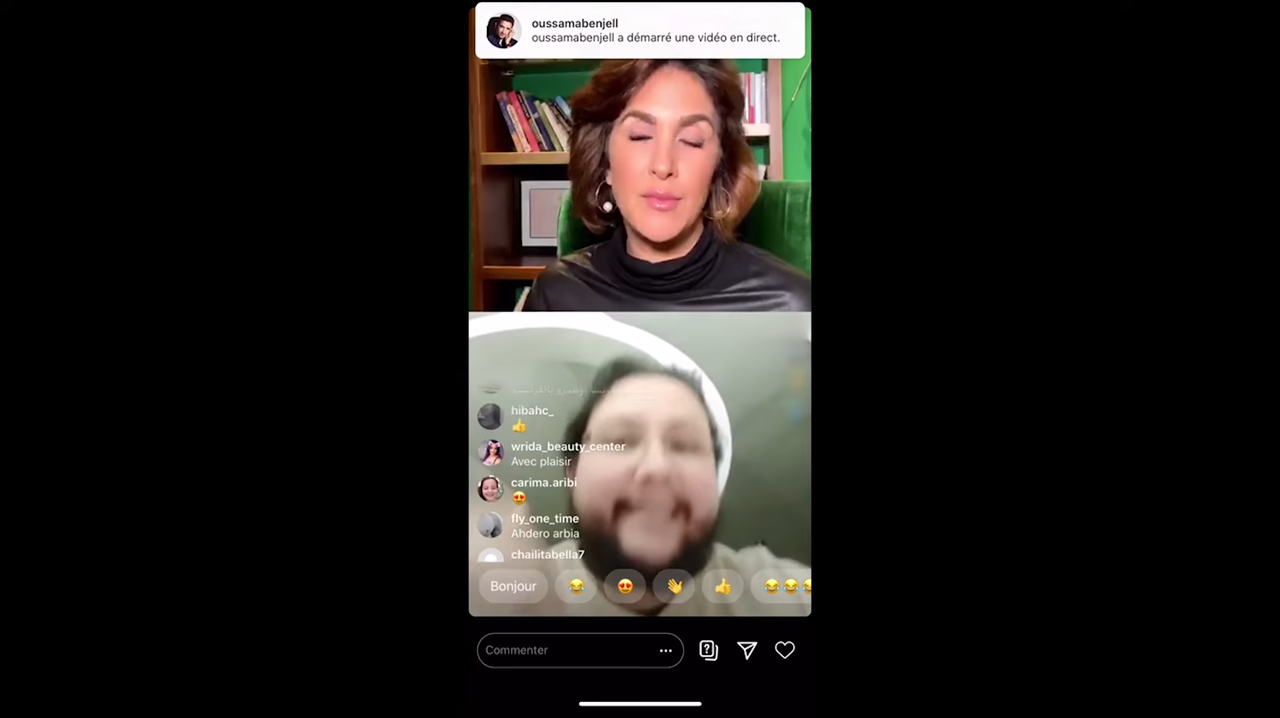 oussamabenjell
oussamabenjell a démarré une vidéo en direct.
hibahc_
👍
wrida_beauty_center
Avec plaisir
carima.aribi
😍
fly_one_time
Ahdero arbia
chailitabella7
Bonjour 😂 😍 👋 👍 😂😂😂
Commenter